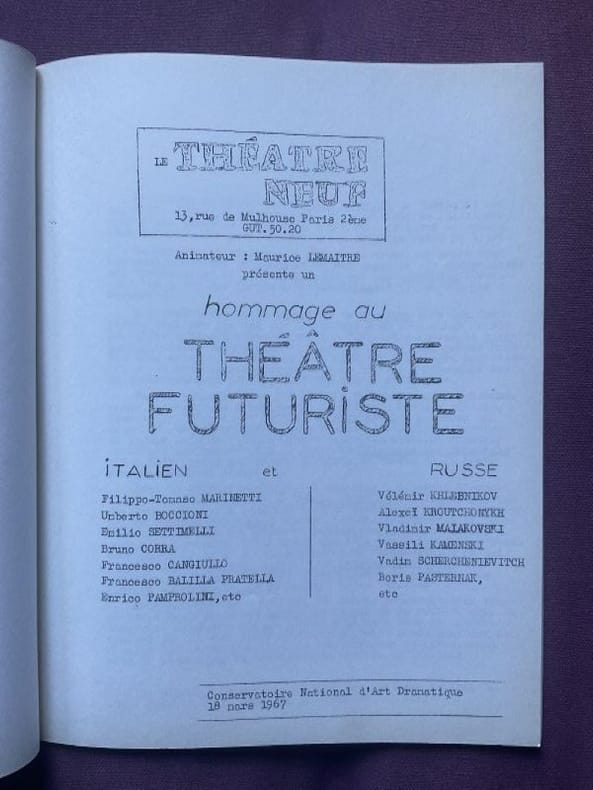 LE THÉATRE
NEUF
13,rue de Mulhouse Paris 2ème
GUT.50.20
Animateur : Maurice LEMAITRE
présente un
hommage au
THÉÂTRE
FUTURiSTE
iTALiEN et RUSSE
Filippo-Tomaso MARINETTI
Umberto BOCCIONI
Emilio SETTIMELLI
Bruno CORRA
Francesco CANGIULLO
Francesco BALILLA PRATELLA
Enrico PAMPROLINI,etc
Vélémir KHLEBNIKOV
Alexeï KROUTCHONYKH
Vladimir MAIAKOVSKI
Vassili KAMENSKI
Vadim SCHERCHENIEVITCH
Boris PASTERNAK,
etc
Conservatoire National d'Art Dramatique
18 mars 1967